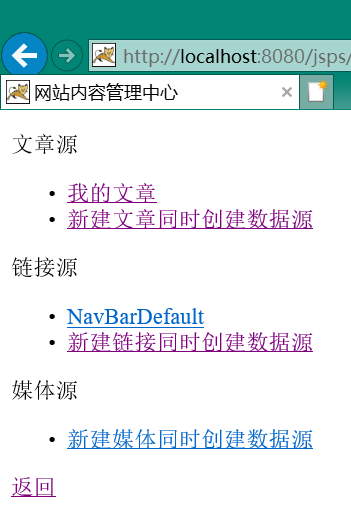 http://localhost:8080/jsps/
网站内容管理中心
文章源
我的文章
新建文章同时创建数据源
链接源
NavBarDefault
新建链接同时创建数据源
媒体源
新建媒体同时创建数据源
返回